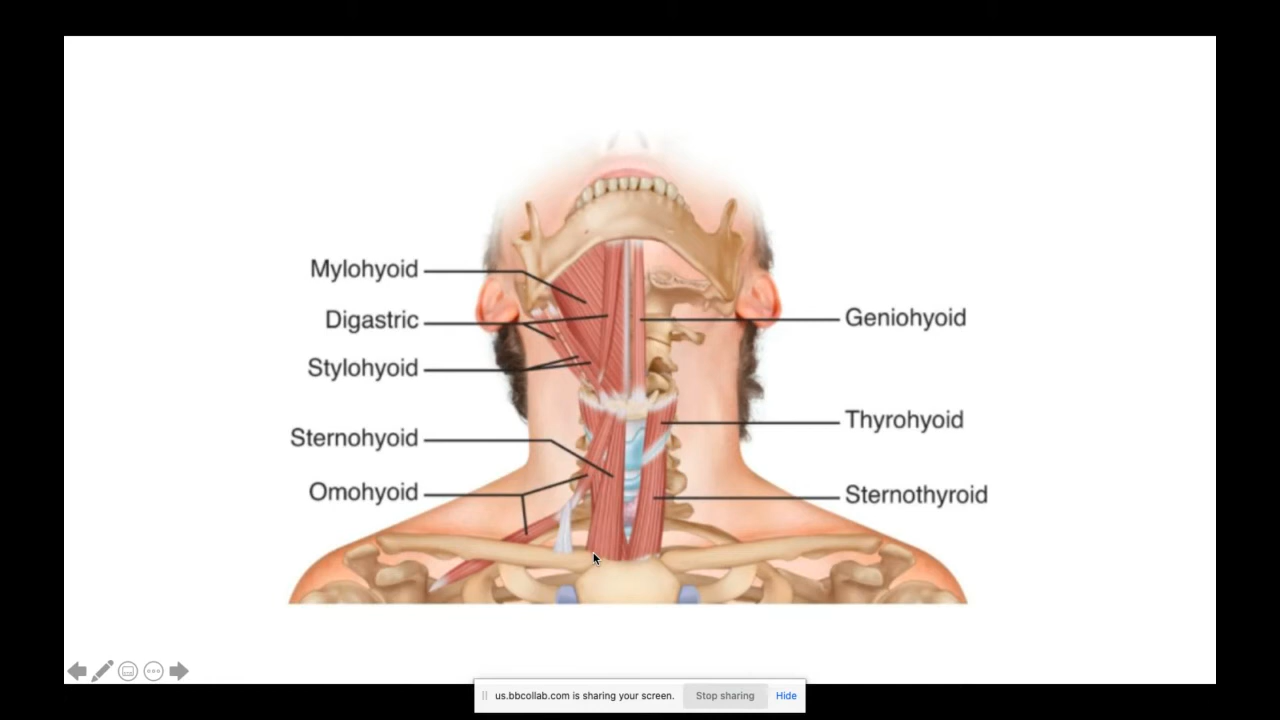 Mylohyoid
Digastric
Stylohyoid
Sternohyoid
Omohyoid
Geniohyoid
Thyrohyoid
Sternothyroid
us.bbcollab.com is sharing your screen. Stop sharing Hide